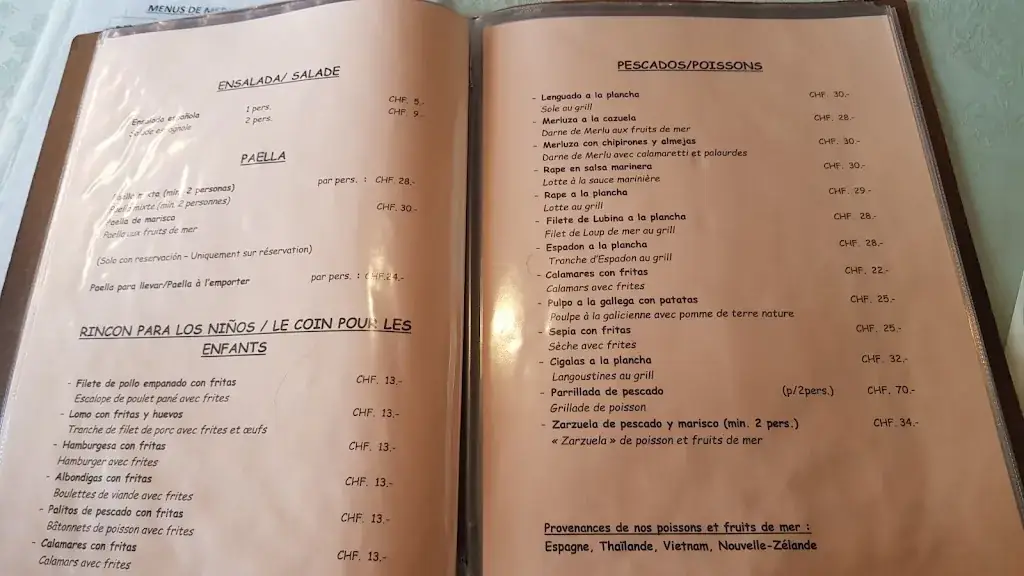 MENUS DE
ENSALADA/ SALADE
Ensalada española 1 pers. CHF. 5.-
Salade espagnole 2 pers. CHF. 9.-
PAELLA
Paella mixta (min. 2 personas) par pers. : CHF. 28.-
Paella mixte (min. 2 personnes)
Paella de marisco CHF. 30.-
Paella aux fruits de mer
(Solo con reservación – Uniquement sur réservation)
Paella para llevar/Paella à l'emporter par pers. : CHF. 24.-
RINCON PARA LOS NIÑOS / LE COIN POUR LES
ENFANTS
- Filete de pollo empanado con fritas CHF. 13.-
Escalope de poulet pané avec frites
- Lomo con fritas y huevos CHF. 13.-
Tranche de filet de porc avec frites et œufs
- Hamburgesa con fritas CHF. 13.-
Hamburger avec frites
- Albondigas con fritas CHF. 13.-
Boulettes de viande avec frites
- Palitos de pescado con fritas CHF. 13.-
Bâtonnets de poisson avec frites
- Calamares con fritas CHF. 13.-
Calamars avec frites
PESCADOS/POISSONS
- Lenguado a la plancha CHF. 30.-
Sole au grill
- Merluza a la cazuela CHF. 28.-
Darne de Merlu aux fruits de mer
- Merluza con chipirones y almejas CHF. 30.-
Darne de Merlu avec calamaretti et palourdes
- Rape en salsa marinera CHF. 30.-
Lotte à la sauce marinière
- Rape a la plancha CHF. 29.-
Lotte au grill
- Filete de Lubina a la plancha CHF. 28.-
Filet de Loup de mer au grill
- Espadon a la plancha CHF. 28.-
Tranche d'Espadon au grill
- Calamares con fritas CHF. 22.-
Calamars avec frites
- Pulpo a la gallega con patatas CHF. 25.-
Poulpe à la galicienne avec pomme de terre nature
- Sepia con fritas CHF. 25.-
Sèche avec frites
- Cigalas a la plancha CHF. 32.-
Langoustines au grill
- Parrillada de pescado (p/2pers.) CHF. 70.-
Grillade de poisson
- Zarzuela de pescado y marisco (min. 2 pers.) CHF. 34.-
« Zarzuela » de poisson et fruits de mer
Provenances de nos poissons et fruits de mer :
Espagne, Thaïlande, Vietnam, Nouvelle-Zélande